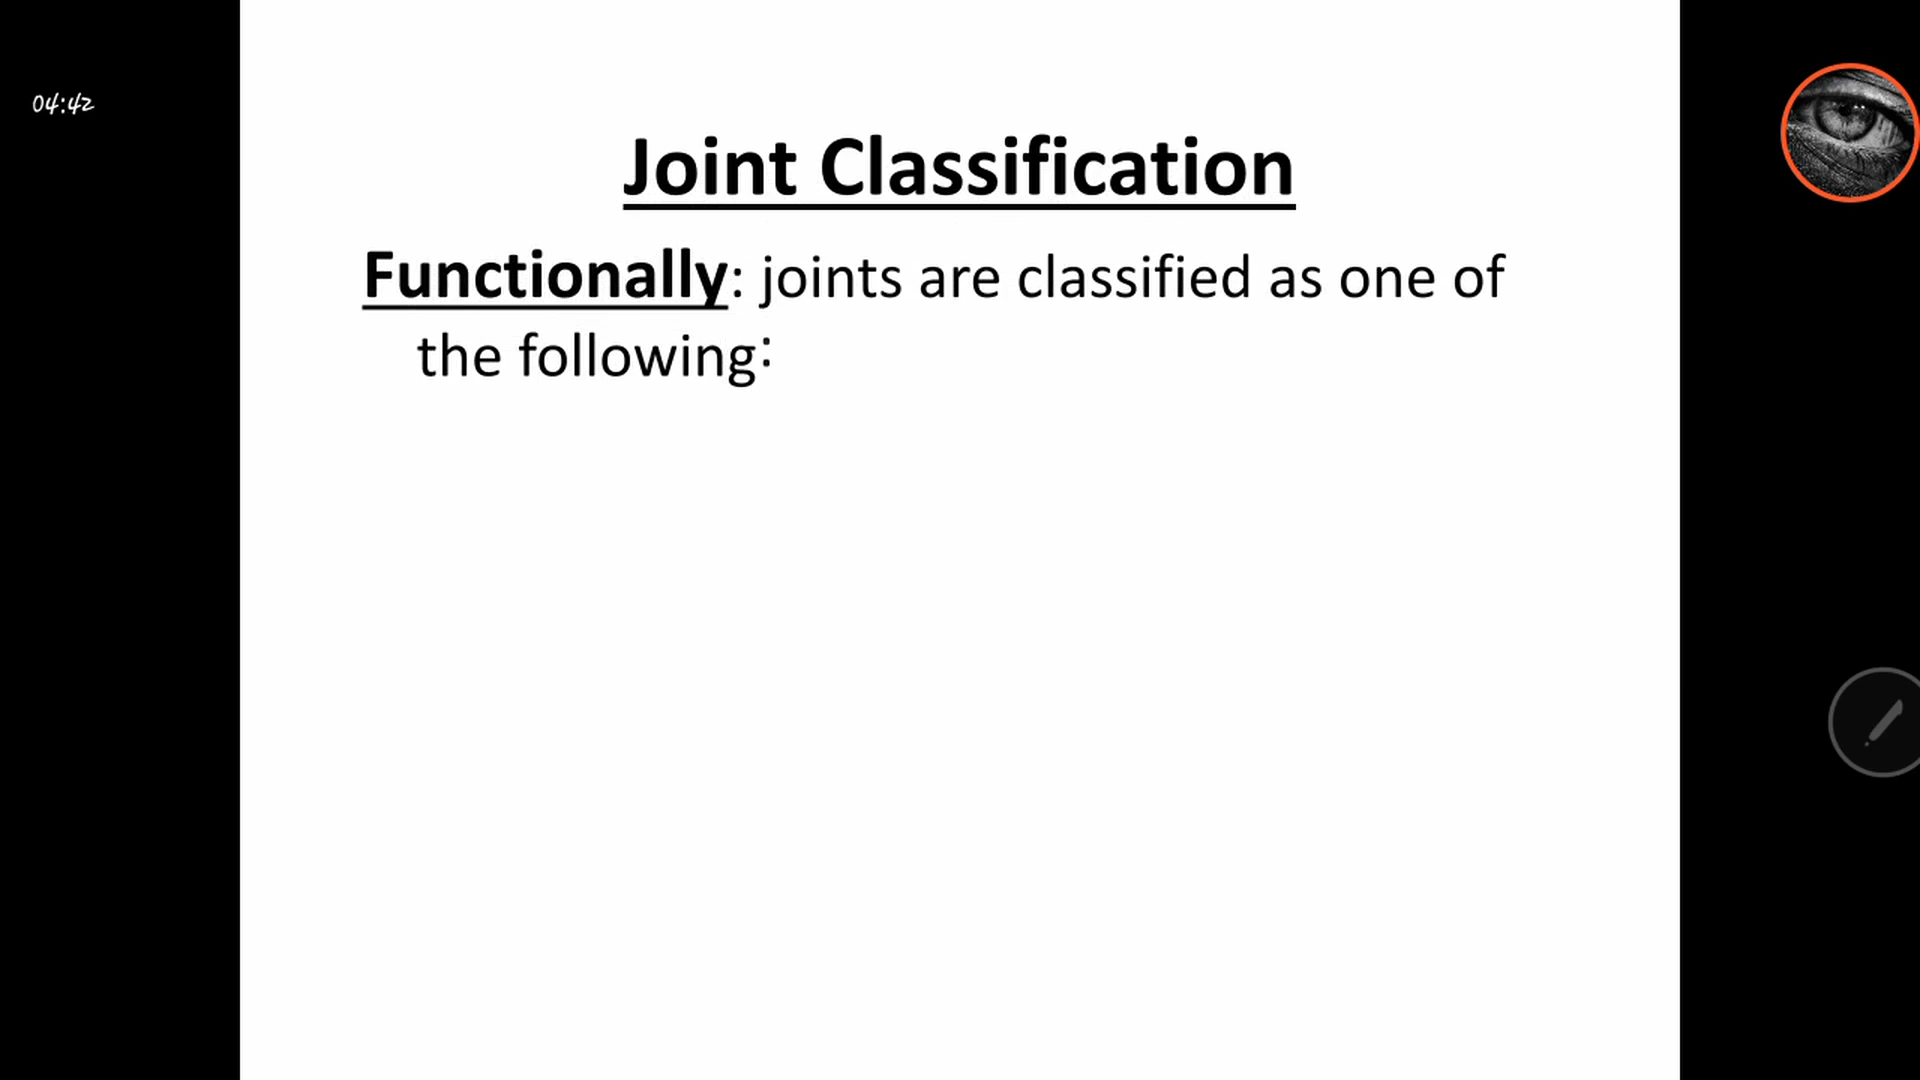 04:42
Joint Classification
Functionally: joints are classified as one of
the following: